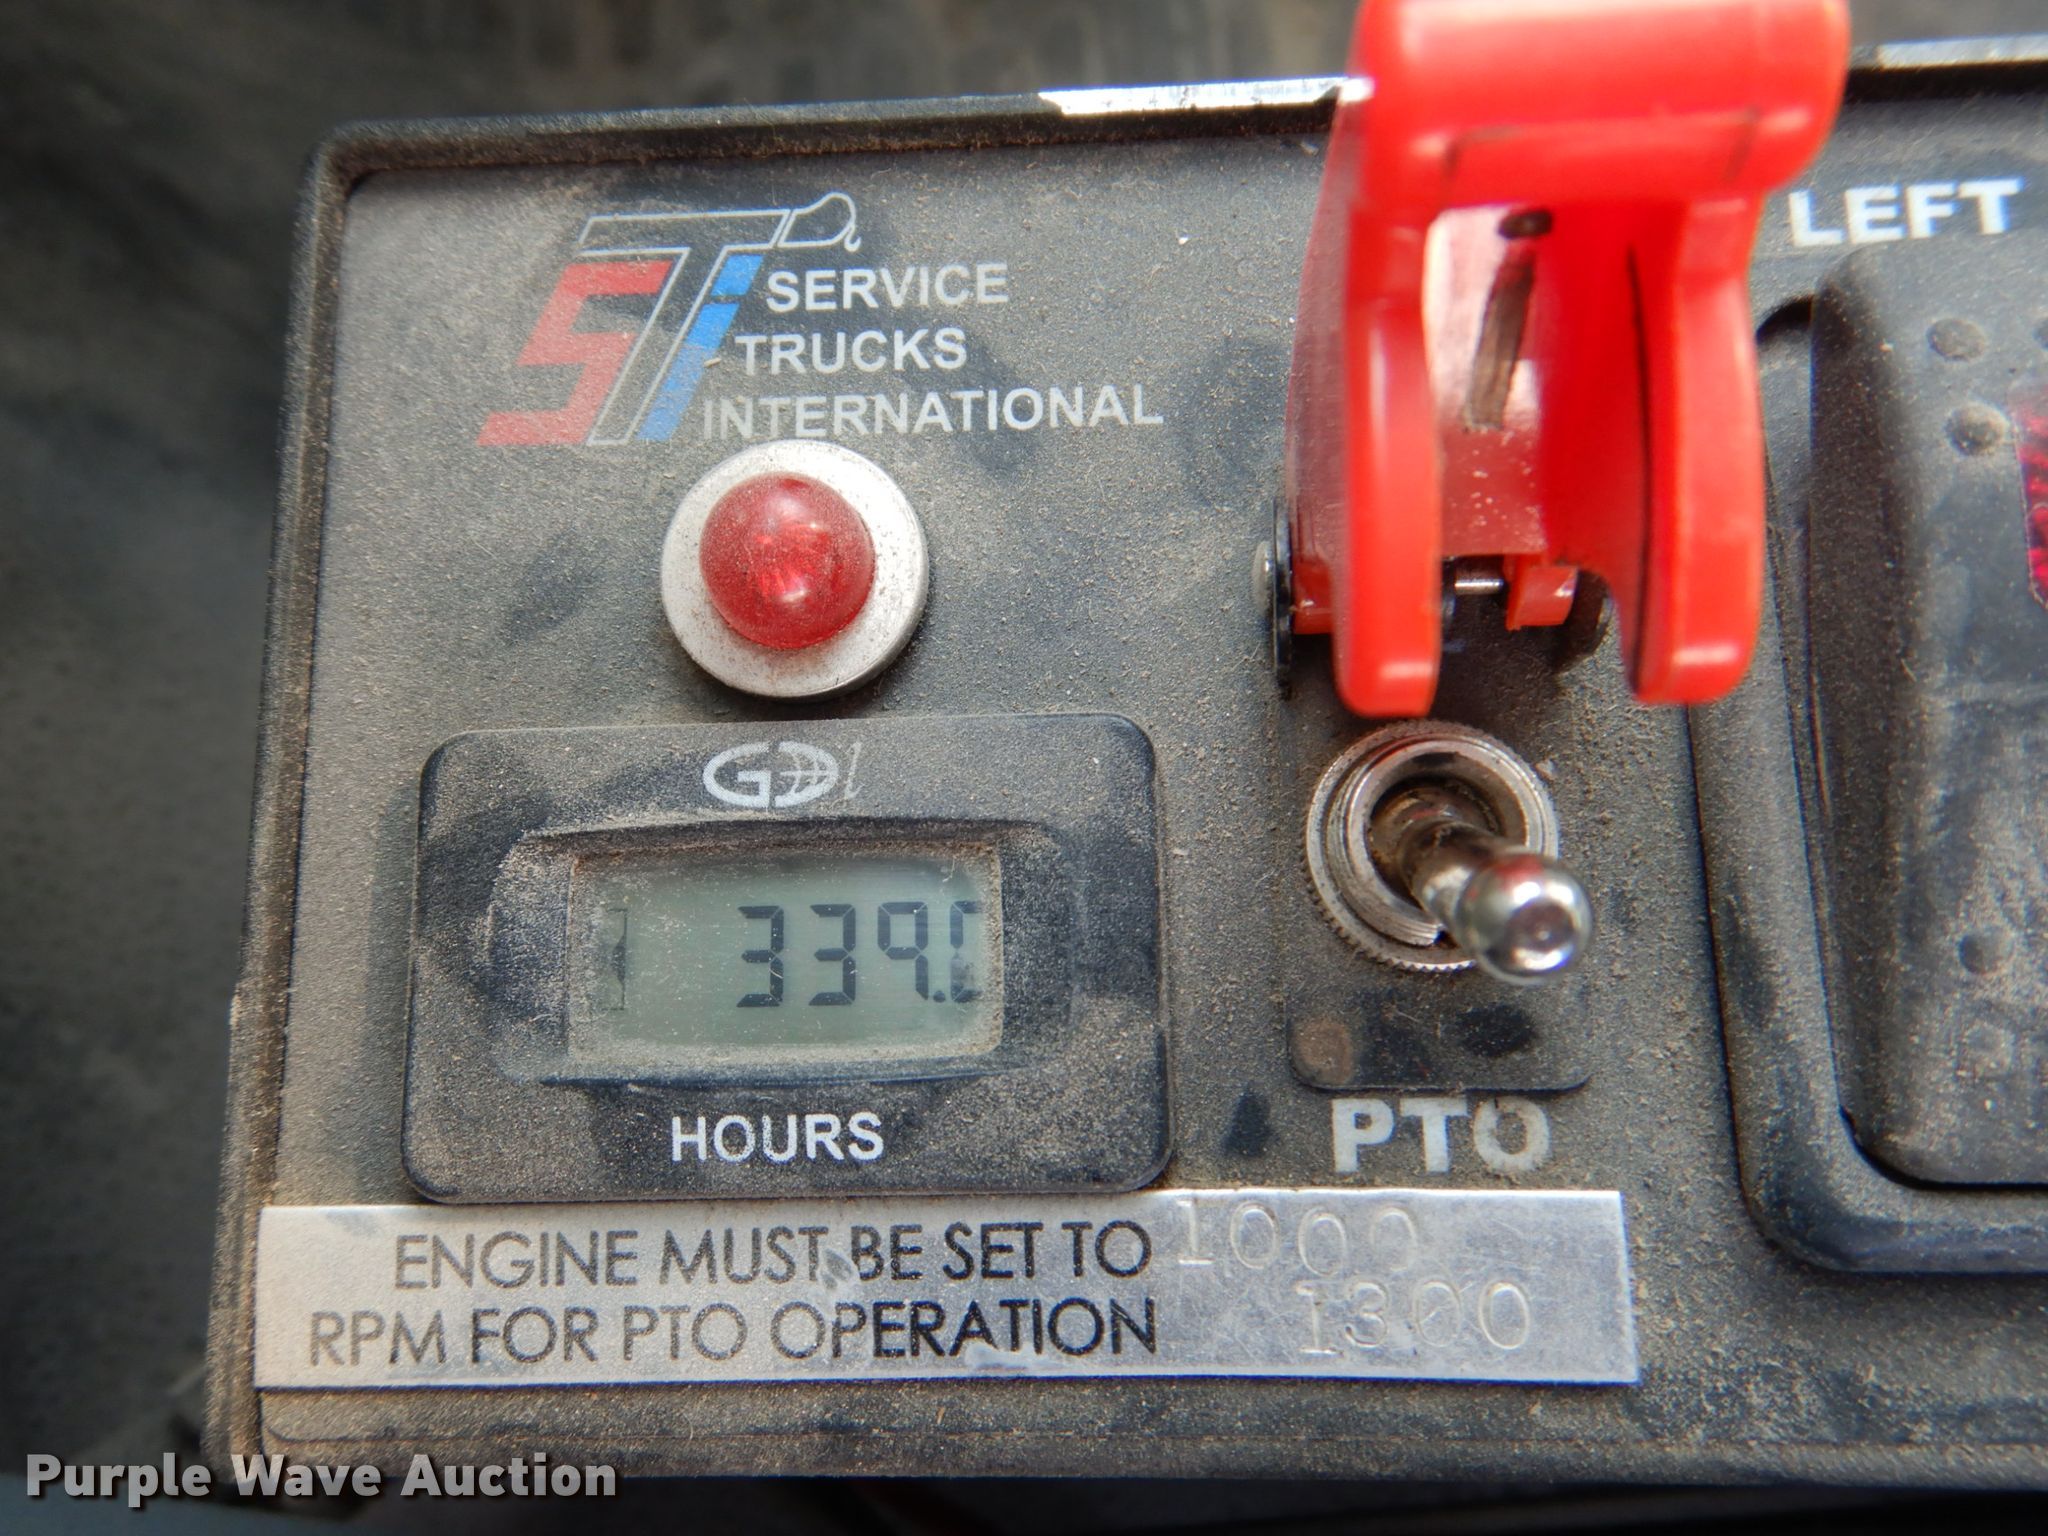 STi SERVICE
TRUCKS
INTERNATIONAL
LEFT
GDI
339.0
HOURS
PTO
ENGINE MUST BE SET TO 1000
RPM FOR PTO OPERATION 1300
Purple Wave Auction